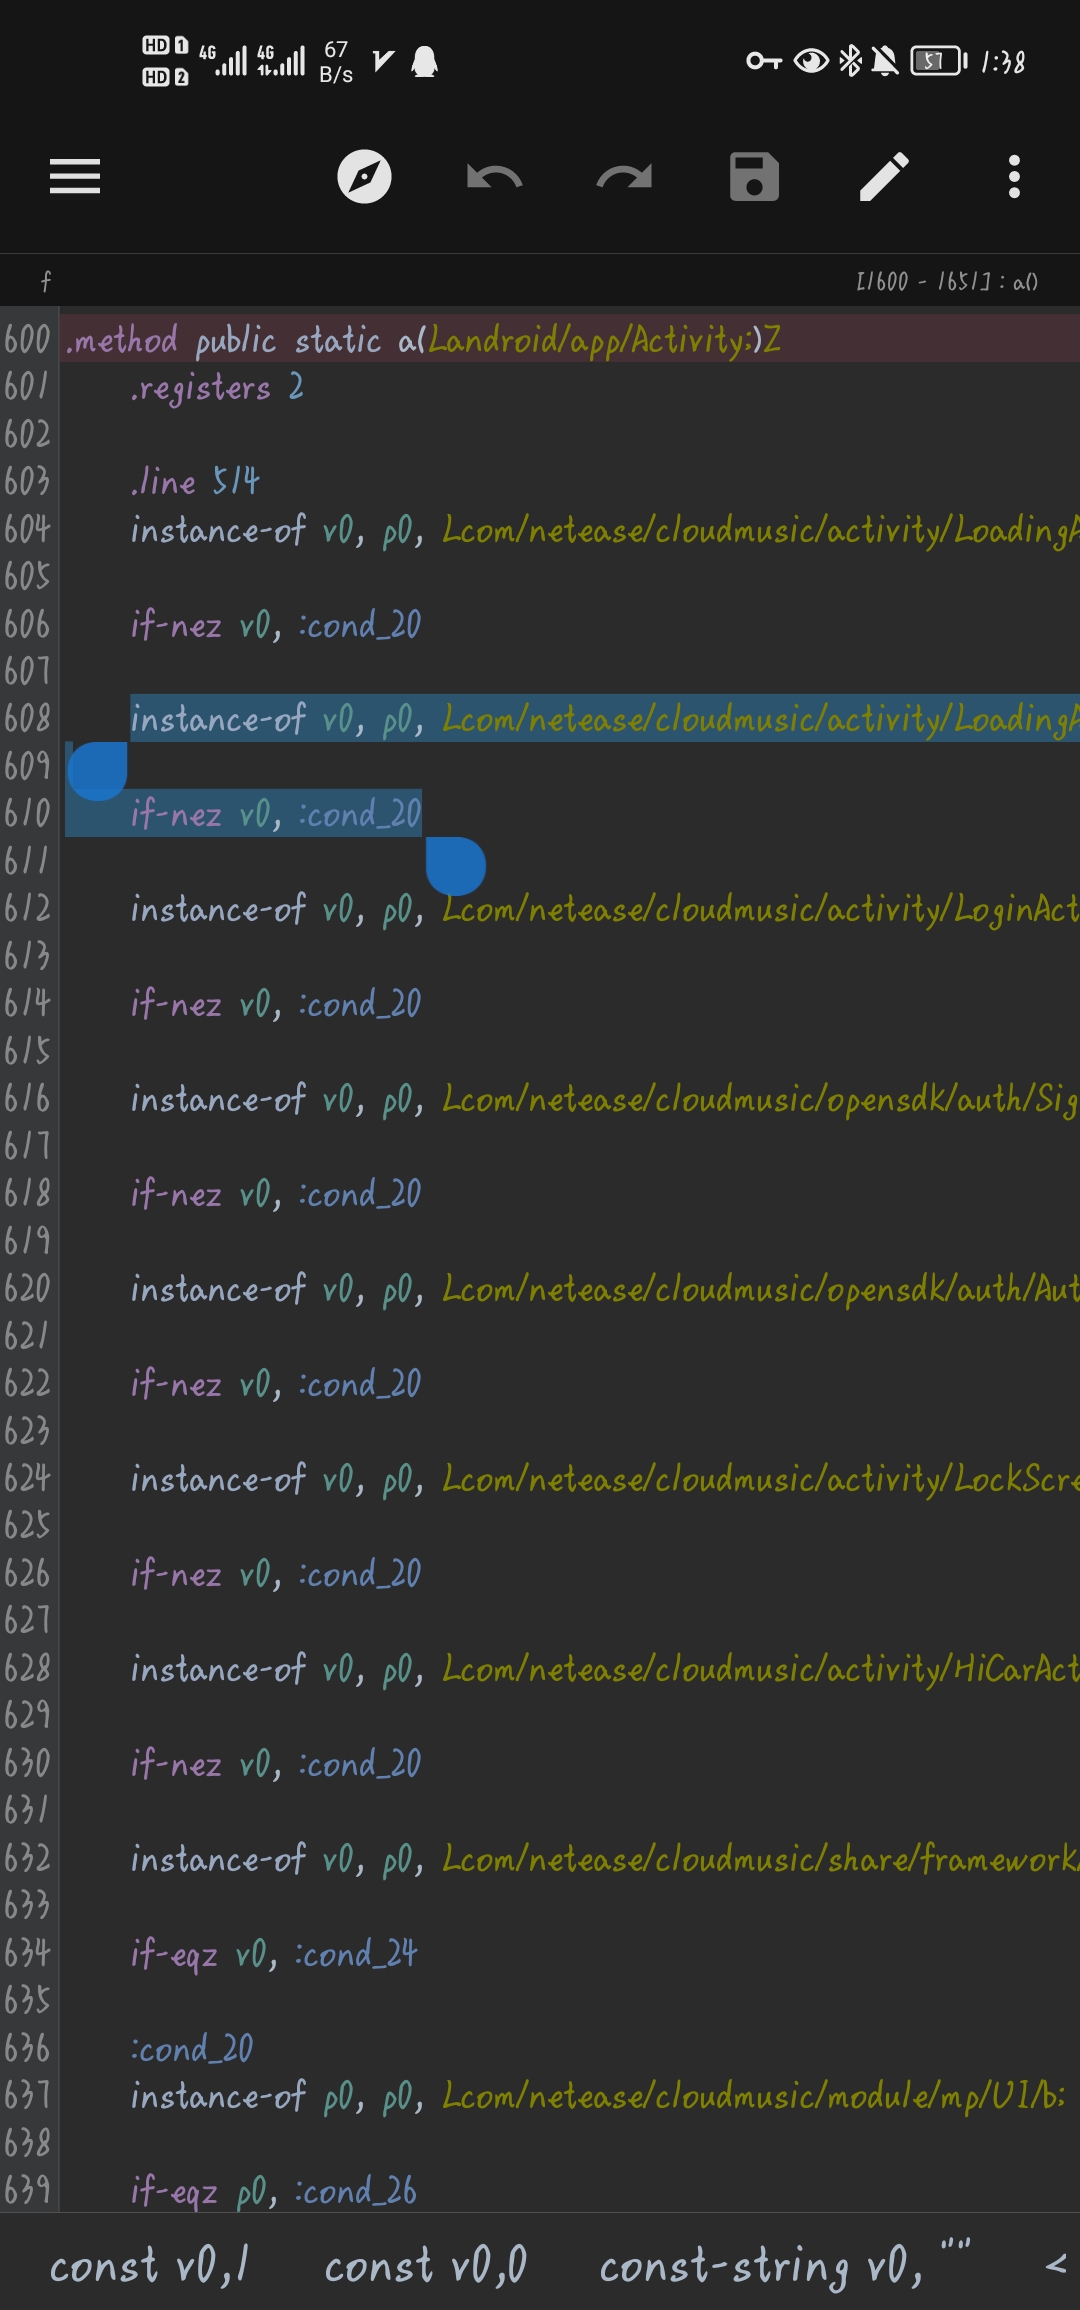 HD 1 4G 4G 67 57 1:38
HD 2 B/s
f [1600 - 1651] : a()
600 .method public static a(Landroid/app/Activity;)Z
601 .registers 2
602
603 .line 514
604 instance-of v0, p0, Lcom/netease/cloudmusic/activity/LoadingA
605
606 if-nez v0, :cond_20
607
608 instance-of v0, p0, Lcom/netease/cloudmusic/activity/LoadingA
609
610 if-nez v0, :cond_20
611
612 instance-of v0, p0, Lcom/netease/cloudmusic/activity/LoginAct
613
614 if-nez v0, :cond_20
615
616 instance-of v0, p0, Lcom/netease/cloudmusic/opensdk/auth/Sig
617
618 if-nez v0, :cond_20
619
620 instance-of v0, p0, Lcom/netease/cloudmusic/opensdk/auth/Aut
621
622 if-nez v0, :cond_20
623
624 instance-of v0, p0, Lcom/netease/cloudmusic/activity/LockScre
625
626 if-nez v0, :cond_20
627
628 instance-of v0, p0, Lcom/netease/cloudmusic/activity/HiCarAct
629
630 if-nez v0, :cond_20
631
632 instance-of v0, p0, Lcom/netease/cloudmusic/share/framework/
633
634 if-eqz v0, :cond_24
635
636 :cond_20
637 instance-of p0, p0, Lcom/netease/cloudmusic/module/mp/UI/b;
638
639 if-eqz p0, :cond_26
const v0,1 const v0,0 const-string v0, "" <